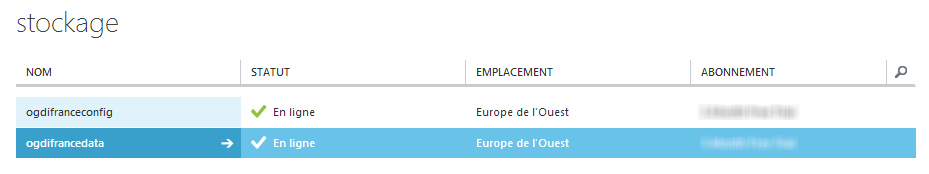 stockage
NOM STATUT EMPLACEMENT ABONNEMENT
ogdifranceconfig En ligne Europe de l'Ouest
ogdifrancedata En ligne Europe de l'Ouest